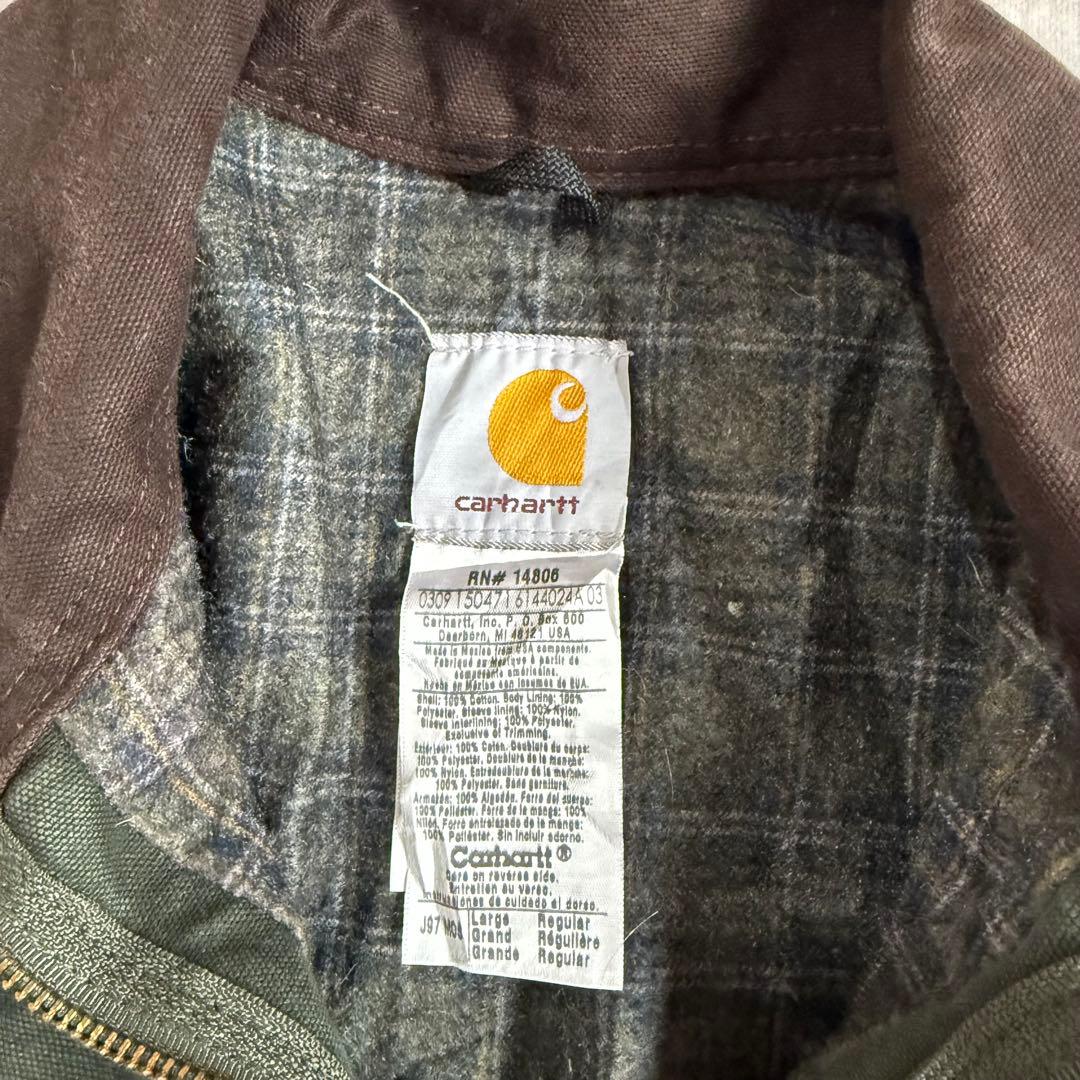 carhartt
RN# 14806
03091504716144024A 03
Carhartt, Inc. P. O. Box 600
Dearborn, MI 48121 USA
Made in Mexico from USA components.
Fabriqué au Mexique à partir de
composants américains.
Hecho en México con insumos de EUA.
Shell: 100% Cotton. Body Lining: 100%
Polyester. Sleeve lining: 100% Nylon.
Sleeve interlining: 100% Polyester.
Exclusive of Trimming.
Extérieur: 100% Coton. Doublure du corps:
100% Polyester. Doublure de la manche:
100% Nylon. Entredoublure de la manche:
100% Polyester. Sans garniture.
Armazón: 100% Algodón. Forro del cuerpo:
100% Poliéster. Forro de la manga: 100%
Nilón. Forro entrelazado de la manga:
100% Poliéster. Sin incluir adorno.
Carhartt®
Care on reverse side.
Entretien au verso.
Instrucciones de cuidado al dorso.
J97 MOS Large Regular
Grand Régulière
Grande Regular